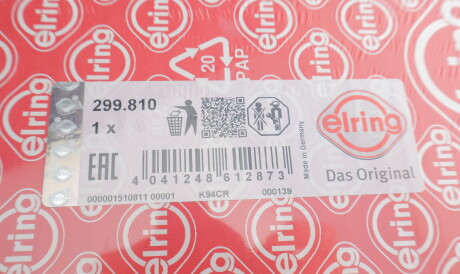 elring
20
PAP
299.810
1 x
EAC
4 041248 612873
000001510811 00001
K94CR
000139
Made in Germany
elring
Das Original